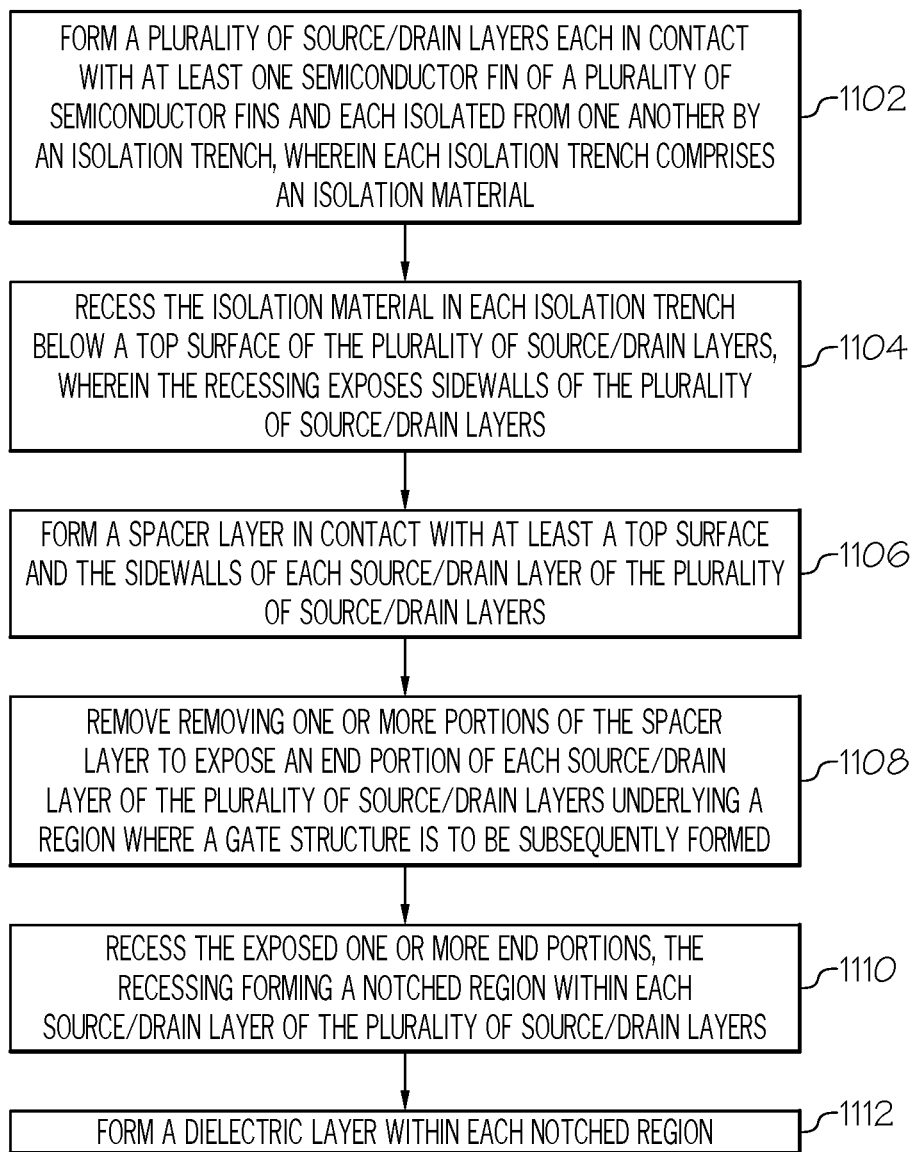 FORM A PLURALITY OF SOURCE/DRAIN LAYERS EACH IN CONTACT
WITH AT LEAST ONE SEMICONDUCTOR FIN OF A PLURALITY OF
SEMICONDUCTOR FINS AND EACH ISOLATED FROM ONE ANOTHER BY
AN ISOLATION TRENCH, WHEREIN EACH ISOLATION TRENCH COMPRISES
AN ISOLATION MATERIAL
1102
RECESS THE ISOLATION MATERIAL IN EACH ISOLATION TRENCH
BELOW A TOP SURFACE OF THE PLURALITY OF SOURCE/DRAIN LAYERS,
WHEREIN THE RECESSING EXPOSES SIDEWALLS OF THE PLURALITY
OF SOURCE/DRAIN LAYERS
1104
FORM A SPACER LAYER IN CONTACT WITH AT LEAST A TOP SURFACE
AND THE SIDEWALLS OF EACH SOURCE/DRAIN LAYER OF THE PLURALITY
OF SOURCE/DRAIN LAYERS
1106
REMOVE REMOVING ONE OR MORE PORTIONS OF THE SPACER
LAYER TO EXPOSE AN END PORTION OF EACH SOURCE/DRAIN
LAYER OF THE PLURALITY OF SOURCE/DRAIN LAYERS UNDERLYING A
REGION WHERE A GATE STRUCTURE IS TO BE SUBSEQUENTLY FORMED
1108
RECESS THE EXPOSED ONE OR MORE END PORTIONS, THE
RECESSING FORMING A NOTCHED REGION WITHIN EACH
SOURCE/DRAIN LAYER OF THE PLURALITY OF SOURCE/DRAIN LAYERS
1110
FORM A DIELECTRIC LAYER WITHIN EACH NOTCHED REGION
1112